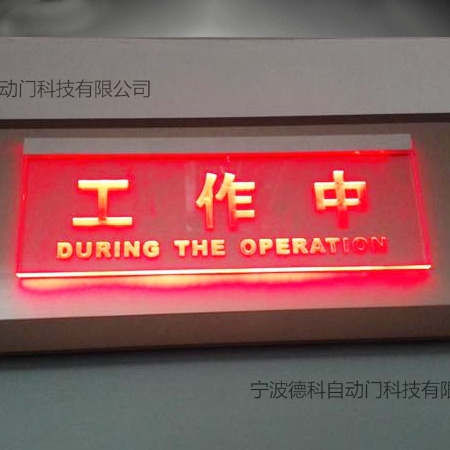 动门科技有限公司
工作中
DURING THE OPERATION
宁波德科自动门科技有限